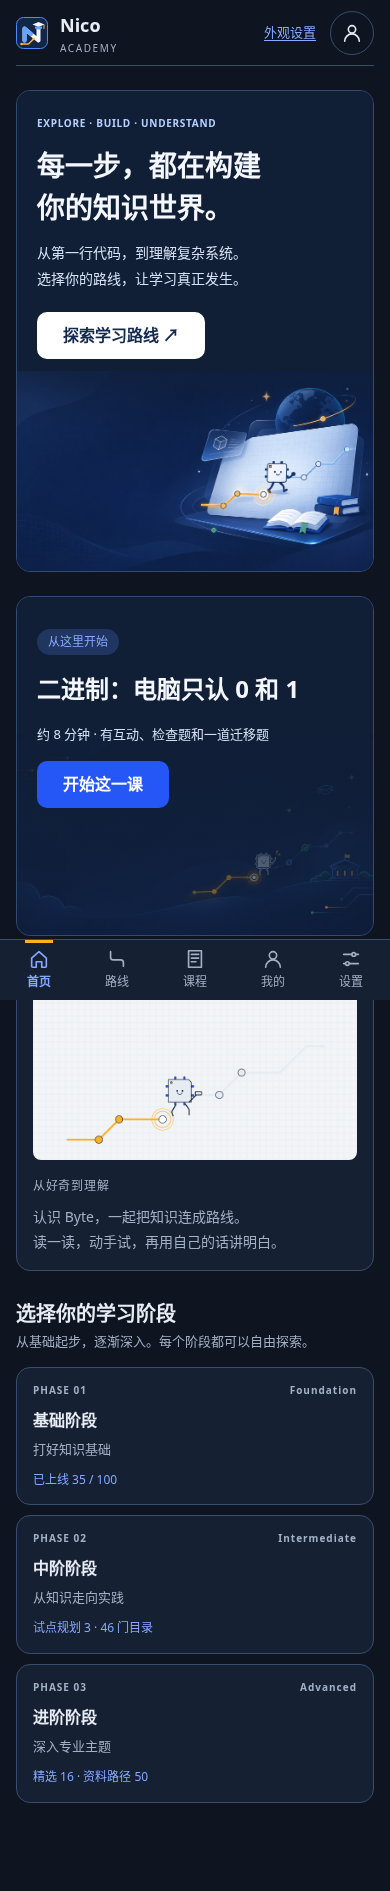 Nico
ACADEMY
外观设置
EXPLORE · BUILD · UNDERSTAND
每一步，都在构建
你的知识世界。
从第一行代码，到理解复杂系统。
选择你的路线，让学习真正发生。
探索学习路线 ↗
从这里开始
二进制：电脑只认 0 和 1
约 8 分钟 · 有互动、检查题和一道迁移题
开始这一课
首页
路线
课程
我的
设置
从好奇到理解
认识 Byte，一起把知识连成路线。
读一读，动手试，再用自己的话讲明白。
选择你的学习阶段
从基础起步，逐渐深入。每个阶段都可以自由探索。
PHASE 01
Foundation
基础阶段
打好知识基础
已上线 35 / 100
PHASE 02
Intermediate
中阶阶段
从知识走向实践
试点规划 3 · 46 门目录
PHASE 03
Advanced
进阶阶段
深入专业主题
精选 16 · 资料路径 50